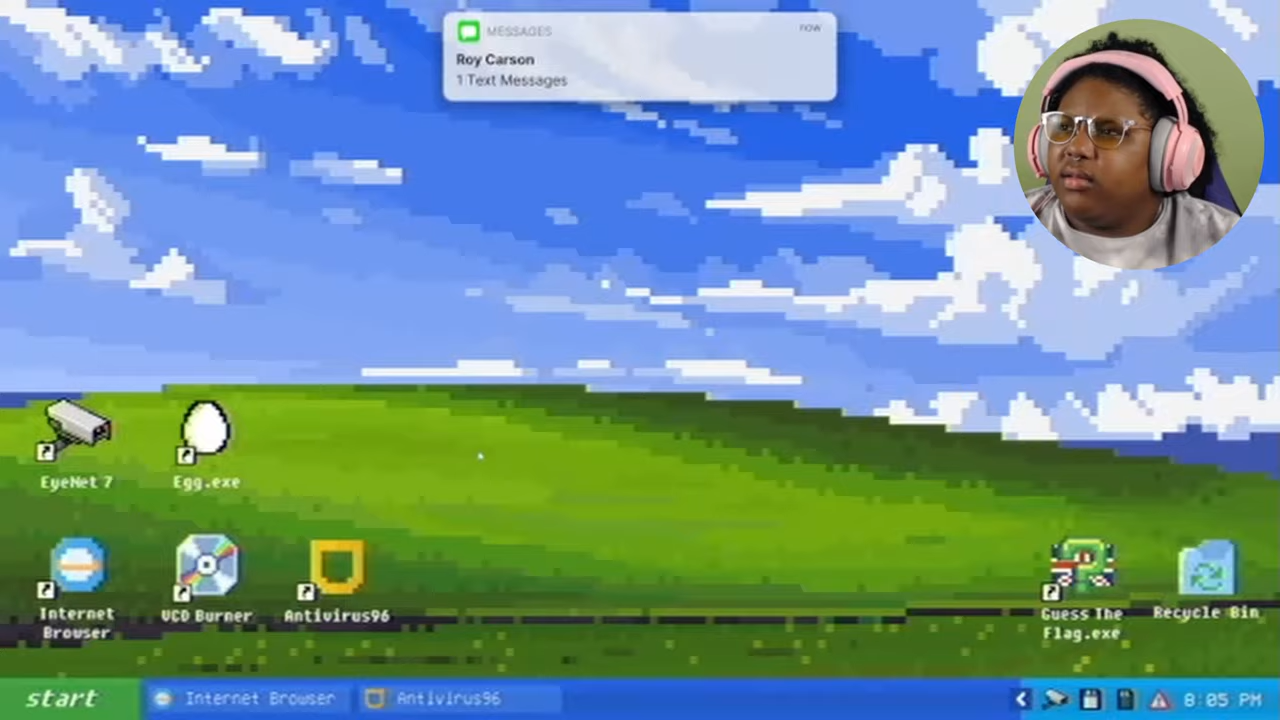 MESSAGES
now
Roy Carson
1 Text Messages
EyeNet 7
Egg.exe
Internet
Browser
VCD Burner
Antivirus96
Guess The
Flag.exe
Recycle Bin
start
Internet Browser
Antivirus96
8:05 PM